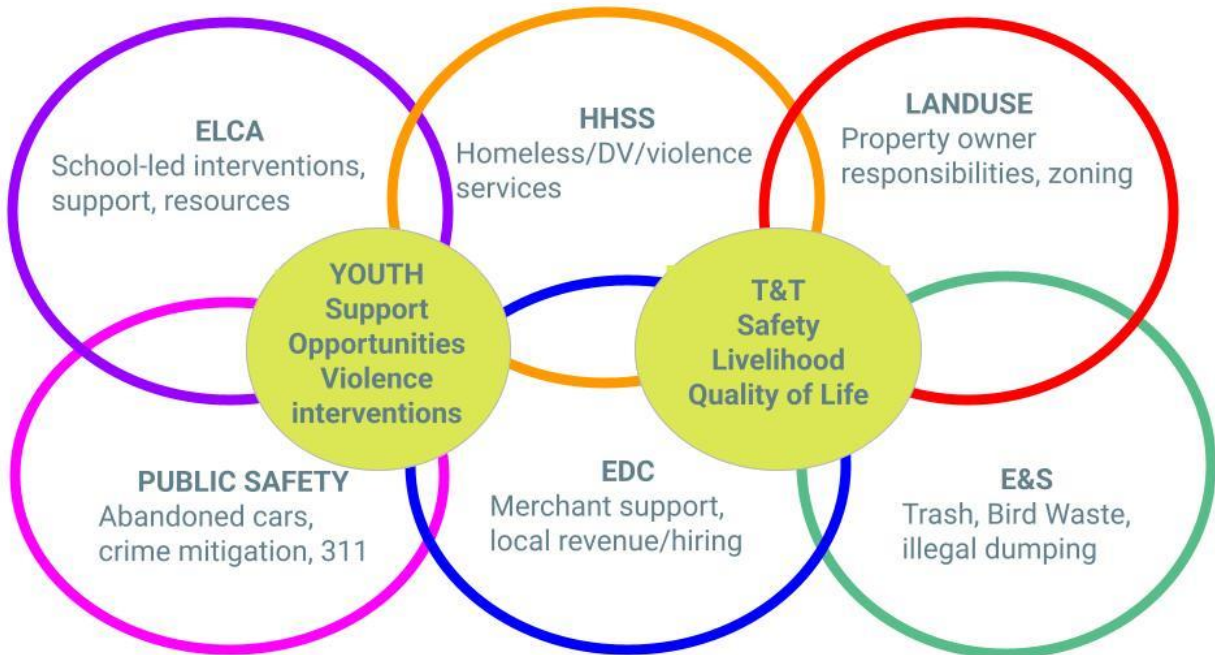 ELCA
School-led interventions,
support, resources
HHSS
Homeless/DV/violence
services
LANDUSE
Property owner
responsibilities, zoning
YOUTH
Support
Opportunities
Violence
interventions
T&T
Safety
Livelihood
Quality of Life
PUBLIC SAFETY
Abandoned cars,
crime mitigation, 311
EDC
Merchant support,
local revenue/hiring
E&S
Trash, Bird Waste,
illegal dumping